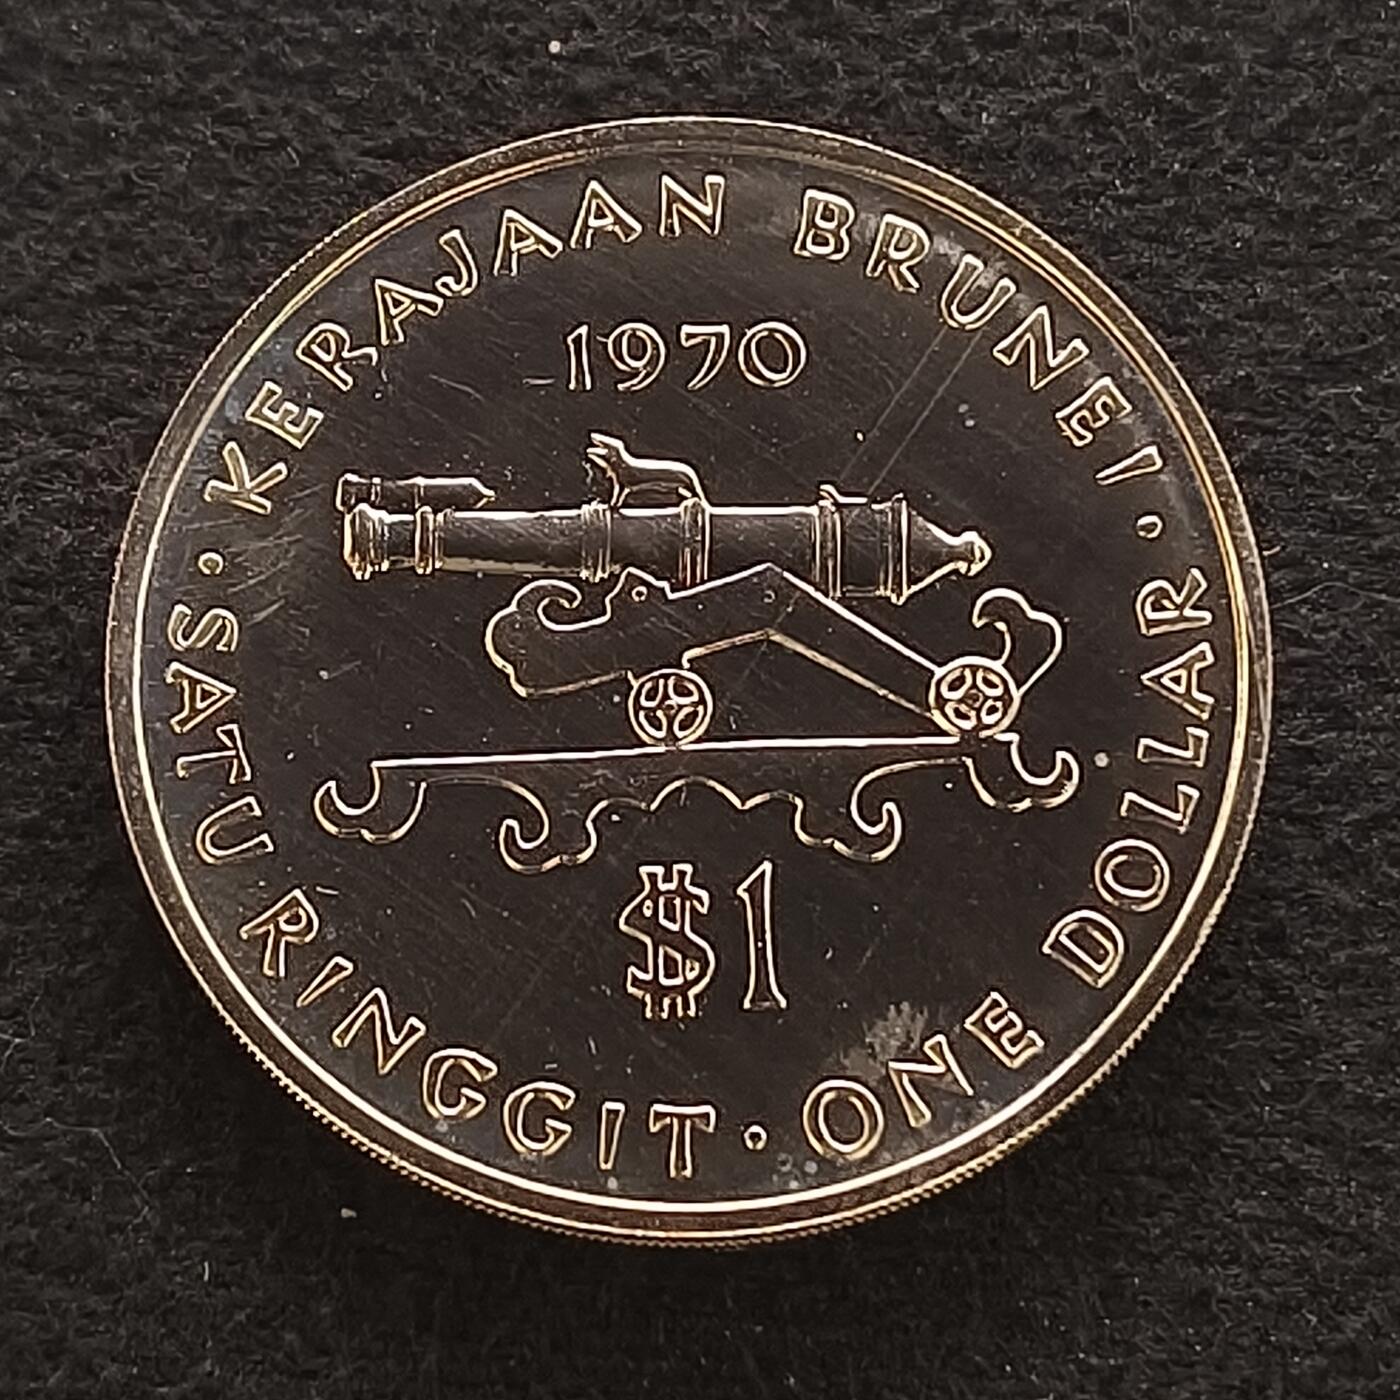 · KERAJAAN BRUNEI ·
1970
$1
SATU RINGGIT · ONE DOLLAR